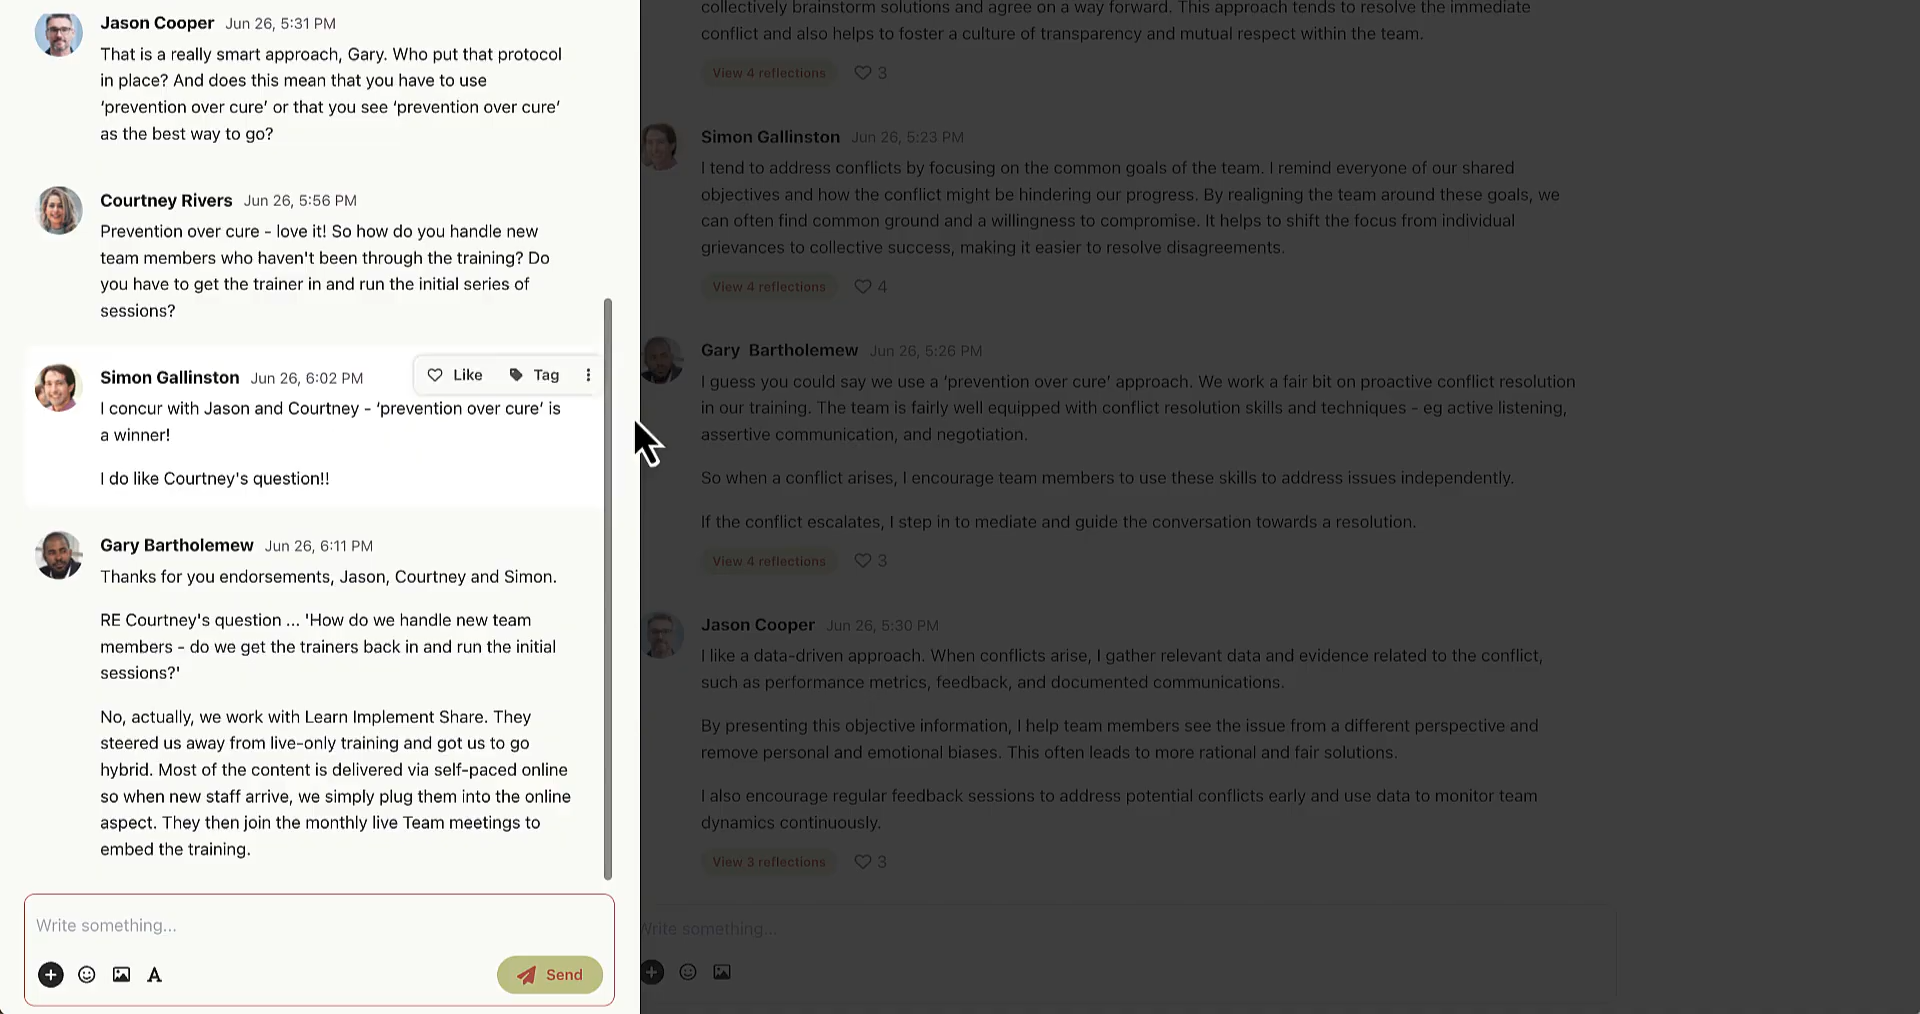 Jason Cooper Jun 26, 5:31 PM
That is a really smart approach, Gary. Who put that protocol
in place? And does this mean that you have to use
‘prevention over cure’ or that you see ‘prevention over cure’
as the best way to go?
Courtney Rivers Jun 26, 5:56 PM
Prevention over cure - love it! So how do you handle new
team members who haven't been through the training? Do
you have to get the trainer in and run the initial series of
sessions?
Simon Gallinston Jun 26, 6:02 PM
Like Tag
I concur with Jason and Courtney - ‘prevention over cure’ is
a winner!
I do like Courtney's question!!
Gary Bartholemew Jun 26, 6:11 PM
Thanks for you endorsements, Jason, Courtney and Simon.
RE Courtney's question ... 'How do we handle new team
members - do we get the trainers back in and run the initial
sessions?'
No, actually, we work with Learn Implement Share. They
steered us away from live-only training and got us to go
hybrid. Most of the content is delivered via self-paced online
so when new staff arrive, we simply plug them into the online
aspect. They then join the monthly live Team meetings to
embed the training.
Write something...
Send
collectively brainstorm solutions and agree on a way forward. This approach tends to resolve the immediate
conflict and also helps to foster a culture of transparency and mutual respect within the team.
View 4 reflections 3
Simon Gallinston Jun 26, 5:23 PM
I tend to address conflicts by focusing on the common goals of the team. I remind everyone of our shared
objectives and how the conflict might be hindering our progress. By realigning the team around these goals, we
can often find common ground and a willingness to compromise. It helps to shift the focus from individual
grievances to collective success, making it easier to resolve disagreements.
View 4 reflections 4
Gary Bartholemew Jun 26, 5:26 PM
I guess you could say we use a ‘prevention over cure’ approach. We work a fair bit on proactive conflict resolution
in our training. The team is fairly well equipped with conflict resolution skills and techniques - eg active listening,
assertive communication, and negotiation.
So when a conflict arises, I encourage team members to use these skills to address issues independently.
If the conflict escalates, I step in to mediate and guide the conversation towards a resolution.
View 4 reflections 3
Jason Cooper Jun 26, 5:30 PM
I like a data-driven approach. When conflicts arise, I gather relevant data and evidence related to the conflict,
such as performance metrics, feedback, and documented communications.
By presenting this objective information, I help team members see the issue from a different perspective and
remove personal and emotional biases. This often leads to more rational and fair solutions.
I also encourage regular feedback sessions to address potential conflicts early and use data to monitor team
dynamics continuously.
View 3 reflections 3
Write something...